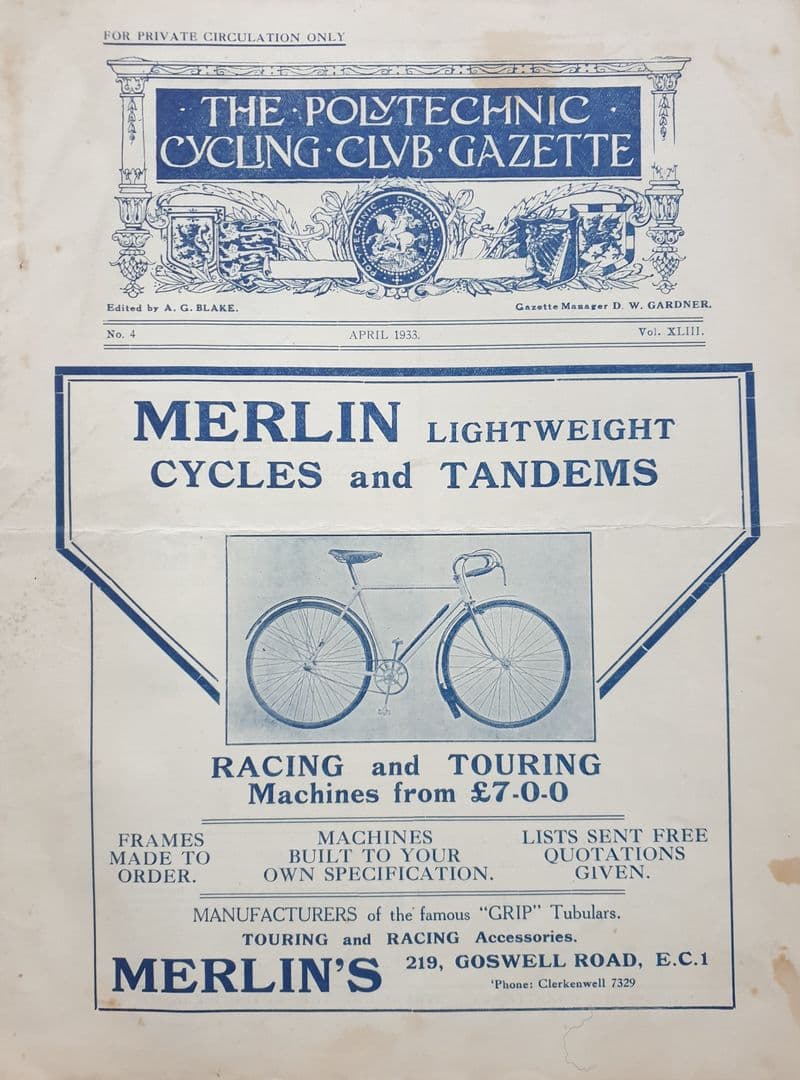 FOR PRIVATE CIRCULATION ONLY
THE · POLYTECHNIC ·
CYCLING · CLVB · GAZETTE
POLYTECHNIC CYCLING
Edited by A. G. BLAKE.
Gazette Manager D. W. GARDNER.
No. 4
APRIL 1933.
Vol. XLIII.
MERLIN LIGHTWEIGHT
CYCLES and TANDEMS
RACING and TOURING
Machines from £7-0-0
FRAMES
MADE TO
ORDER.
MACHINES
BUILT TO YOUR
OWN SPECIFICATION.
LISTS SENT FREE
QUOTATIONS
GIVEN.
MANUFACTURERS of the famous "GRIP" Tubulars.
TOURING and RACING Accessories.
MERLIN'S
219, GOSWELL ROAD, E.C.1
'Phone: Clerkenwell 7329